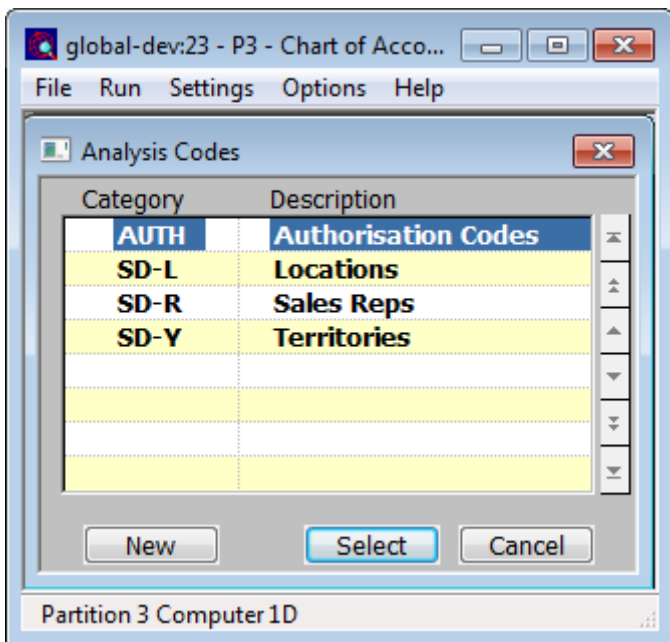 global-dev:23 - P3 - Chart of Acco...
File Run Settings Options Help
Analysis Codes
Category Description
AUTH Authorisation Codes
SD-L Locations
SD-R Sales Reps
SD-Y Territories
New Select Cancel
Partition 3 Computer 1D